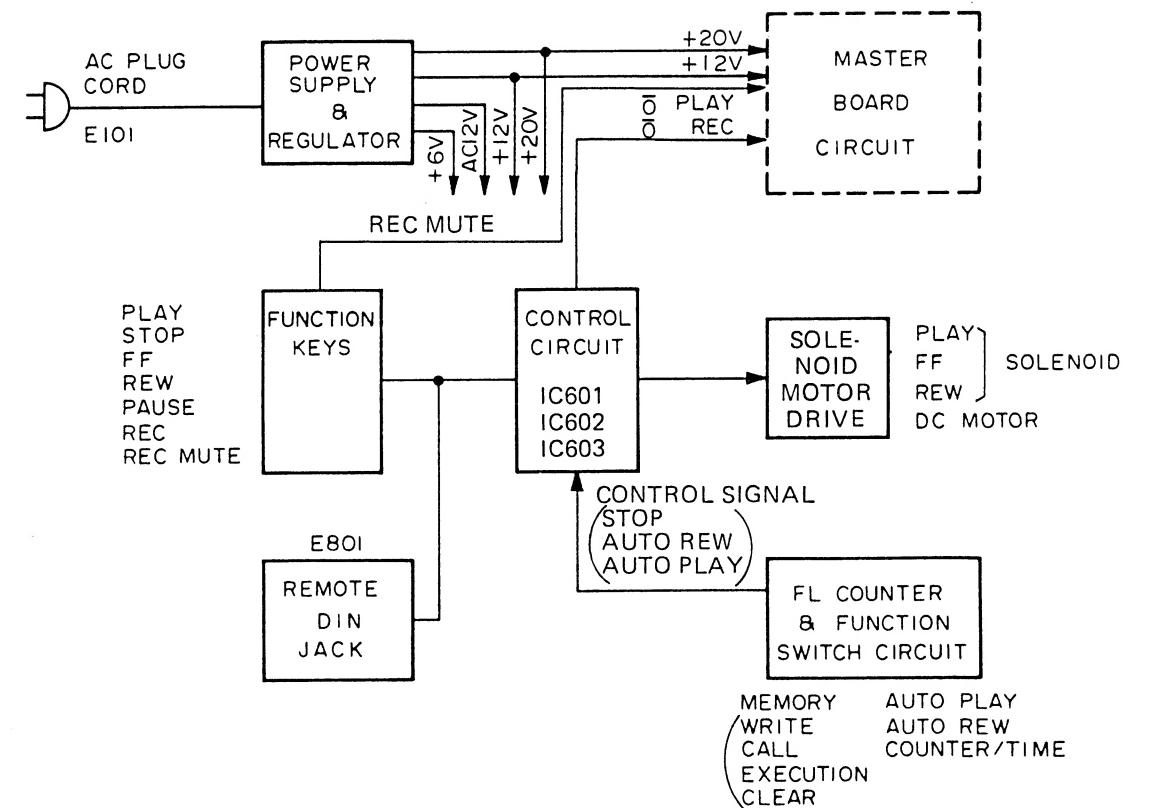 AC PLUG
CORD
E101
POWER
SUPPLY
&
REGULATOR
+6V
AC12V
+12V
+20V
+20V
+12V
PLAY
REC
MASTER
BOARD
CIRCUIT
REC MUTE
PLAY
STOP
FF
REW
PAUSE
REC
REC MUTE
FUNCTION
KEYS
CONTROL
CIRCUIT
IC601
IC602
IC603
SOLE-
NOID
MOTOR
DRIVE
PLAY
FF
REW
SOLENOID
DC MOTOR
CONTROL SIGNAL
STOP
AUTO REW
AUTO PLAY
E801
REMOTE
DIN
JACK
FL COUNTER
& FUNCTION
SWITCH CIRCUIT
MEMORY
WRITE
CALL
EXECUTION
CLEAR
AUTO PLAY
AUTO REW
COUNTER/TIME